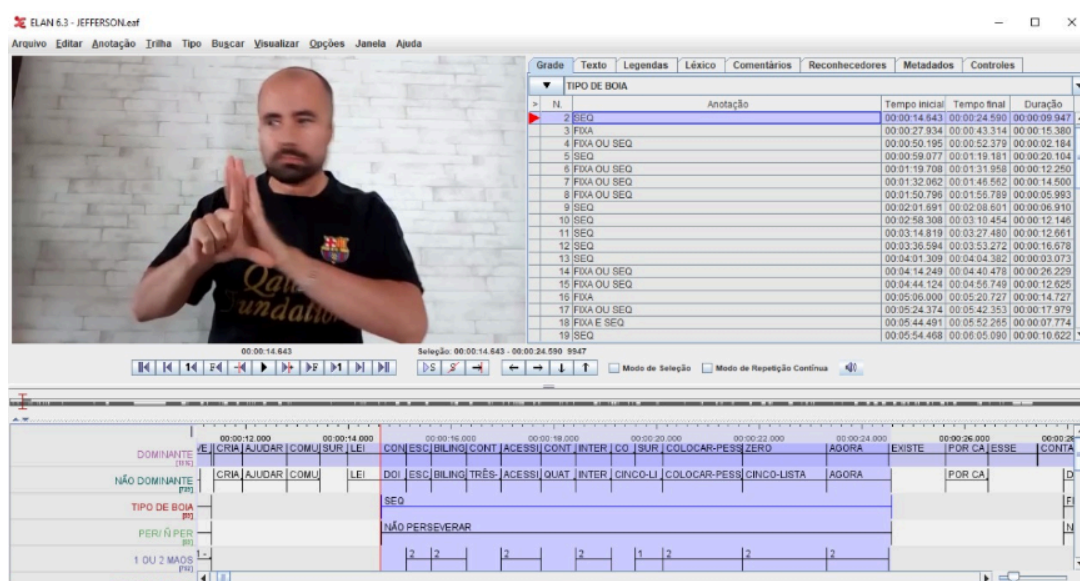 ELAN 6.3 - JEFFERSON.eaf
Arquivo Editar Anotação Trilha Tipo Buscar Visualizar Opções Janela Ajuda
Grade Texto Legendas Léxico Comentários Reconhecedores Metadados Controles
TIPO DE BOIA
> N. Anotação Tempo inicial Tempo final Duração
2 SEQ 00:00:14.643 00:00:24.590 00:00:09.947
3 FIXA 00:00:27.934 00:00:43.314 00:00:15.380
4 FIXA OU SEQ 00:00:50.195 00:00:52.379 00:00:02.184
5 SEQ 00:00:59.077 00:01:19.181 00:00:20.104
6 FIXA OU SEQ 00:01:19.708 00:01:31.958 00:00:12.250
7 FIXA OU SEQ 00:01:32.062 00:01:46.562 00:00:14.500
8 FIXA OU SEQ 00:01:50.796 00:01:56.789 00:00:05.993
9 SEQ 00:02:01.691 00:02:08.601 00:00:06.910
10 SEQ 00:02:58.308 00:03:10.454 00:00:12.146
11 SEQ 00:03:14.819 00:03:27.480 00:00:12.661
12 SEQ 00:03:36.594 00:03:53.272 00:00:16.678
13 SEQ 00:04:01.309 00:04:04.382 00:00:03.073
14 FIXA OU SEQ 00:04:14.249 00:04:40.478 00:00:26.229
15 FIXA OU SEQ 00:04:44.124 00:04:56.749 00:00:12.625
16 FIXA 00:05:06.000 00:05:20.727 00:00:14.727
17 FIXA OU SEQ 00:05:24.374 00:05:42.353 00:00:17.979
18 FIXA E SEQ 00:05:44.491 00:05:52.265 00:00:07.774
19 SEQ 00:05:54.468 00:06:05.090 00:00:10.622
Qatar
Foundation
00:00:14.643 Seleção: 00:00:14.643 - 00:00:24.590 9947
Modo de Seleção Modo de Repetição Contínua
00:00:12.000 00:00:14.000 00:00:16.000 00:00:18.000 00:00:20.000 00:00:22.000 00:00:24.000 00:00:26.000
DOMINANTE CRIA AJUDAR COMU SUR LEI CON ESC BILING CONT ACESSI CONT INTER CO SUR COLOCAR-PESS ZERO AGORA EXISTE POR CA ESSE CONTA
NÃO DOMINANTE CRIA AJUDAR COMU LEI DOI ESC BILING TRÊS- ACESSI QUAT INTER CINCO-LI COLOCAR-PESS CINCO-LISTA AGORA POR CA D
TIPO DE BOIA SEQ
PER/ Ñ PER NÃO PERSEVERAR
1 OU 2 MAOS 2 2 2 2 1 2 2 2